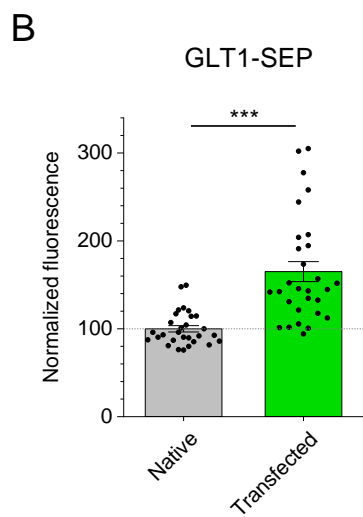 B
GLT1-SEP
***
Normalized fluorescence
300
200
100
0
Native
Transfected